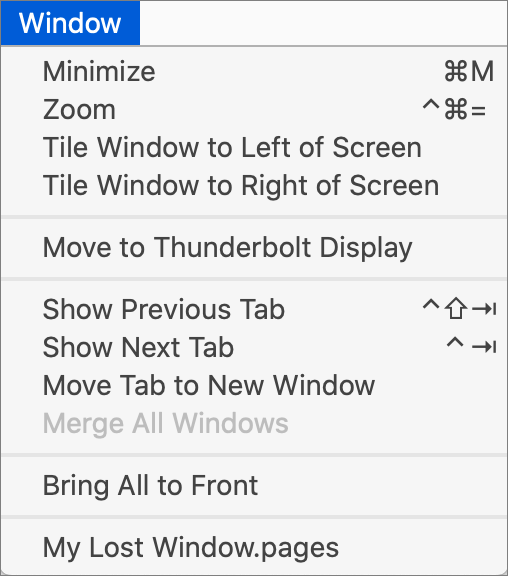 Window
Minimize ⌘M
Zoom ^⌘=
Tile Window to Left of Screen
Tile Window to Right of Screen
Move to Thunderbolt Display
Show Previous Tab ^⇧⇥
Show Next Tab ^⇥
Move Tab to New Window
Merge All Windows
Bring All to Front
My Lost Window.pages